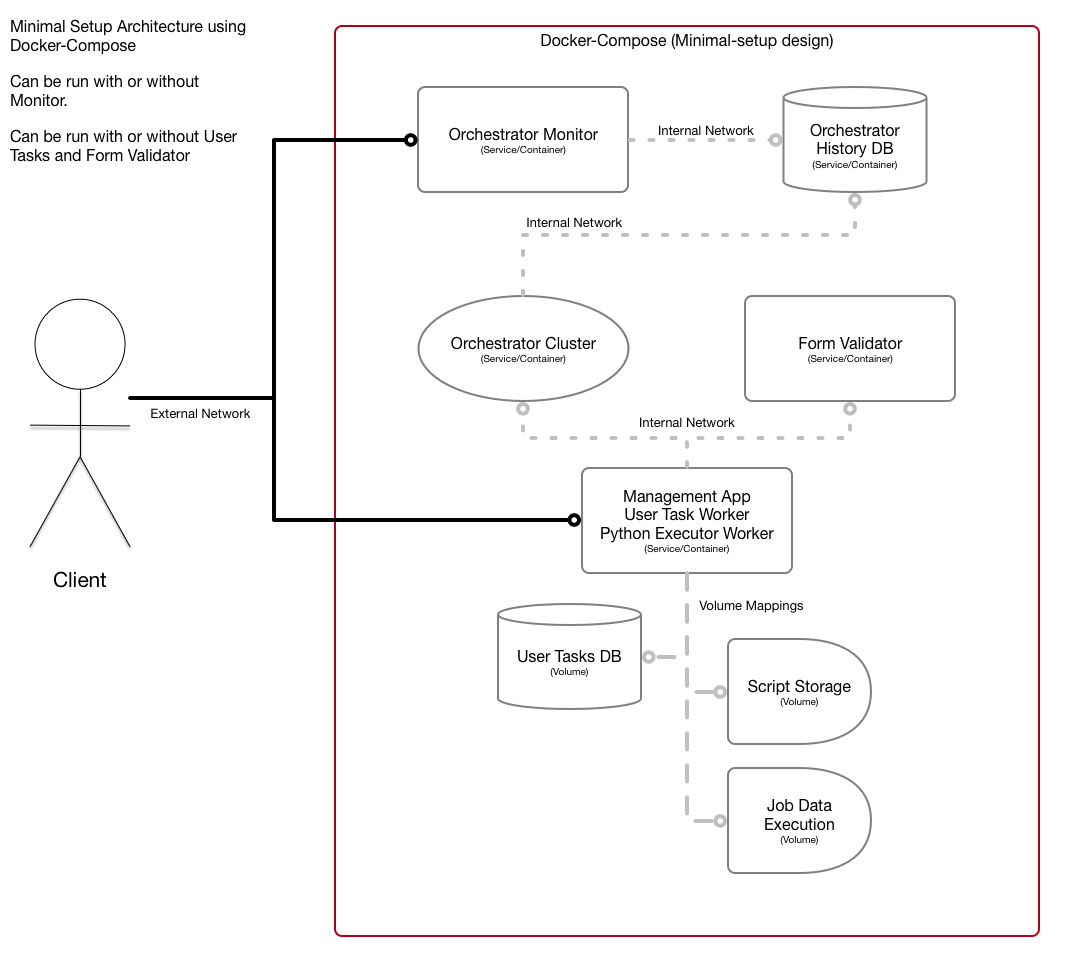 Minimal Setup Architecture using
Docker-Compose
Can be run with or without
Monitor.
Can be run with or without User
Tasks and Form Validator
Docker-Compose (Minimal-setup design)
Orchestrator Monitor
(Service/Container)
Internal Network
Orchestrator
History DB
(Service/Container)
Internal Network
Orchestrator Cluster
(Service/Container)
Form Validator
(Service/Container)
External Network
Internal Network
Management App
User Task Worker
Python Executor Worker
(Service/Container)
Client
Volume Mappings
User Tasks DB
(Volume)
Script Storage
(Volume)
Job Data
Execution
(Volume)